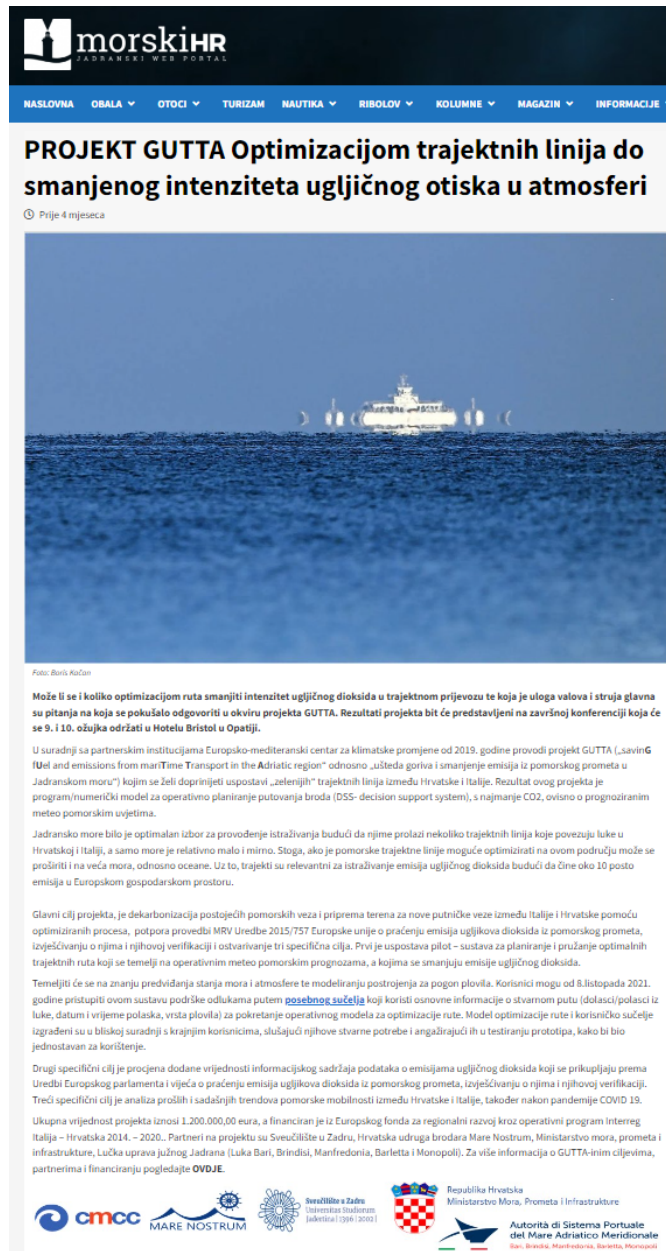 morskiHR
JADRANSKI WEB PORTAL
NASLOVNA OBALA OTOCI TURIZAM NAUTIKA RIBOLOV KOLUMNE MAGAZIN INFORMACIJE
PROJEKT GUTTA Optimizacijom trajektnih linija do
smanjenog intenziteta ugljičnog otiska u atmosferi
Prije 4 mjeseca
Foto: Boris Kačan
Može li se i koliko optimizacijom ruta smanjiti intenzitet ugljičnog dioksida u trajektnom prijevozu te koja je uloga valova i struja glavna
su pitanja na koja se pokušalo odgovoriti u okviru projekta GUTTA. Rezultati projekta bit će predstavljeni na završnoj konferenciji koja će
se 9. i 10. ožujka održati u Hotelu Bristol u Opatiji.
U suradnji sa partnerskim institucijama Europsko-mediteranski centar za klimatske promjene od 2019. godine provodi projekt GUTTA („savinG
fUel and emissions from mariTime Transport in the Adriatic region“ odnosno „ušteda goriva i smanjenje emisija iz pomorskog prometa u
Jadranskom moru“) kojim se želi doprinijeti uspostavi „zelenijih“ trajektnih linija između Hrvatske i Italije. Rezultat ovog projekta je
program/numerički model za operativno planiranje putovanja broda (DSS- decision support system), s najmanje CO2, ovisno o prognoziranim
meteo pomorskim uvjetima.
Jadransko more bilo je optimalan izbor za provođenje istraživanja budući da njime prolazi nekoliko trajektnih linija koje povezuju luke u
Hrvatskoj i Italiji, a samo more je relativno malo i mirno. Stoga, ako je pomorske trajektne linije moguće optimizirati na ovom području može se
proširiti i na veća mora, odnosno oceane. Uz to, trajekti su relevantni za istraživanje emisija ugljičnog dioksida budući da čine oko 10 posto
emisija u Europskom gospodarskom prostoru.
Glavni cilj projekta, je dekarbonizacija postojećih pomorskih veza i priprema terena za nove putničke veze između Italije i Hrvatske pomoću
optimiziranih procesa, potpora provedbi MRV Uredbe 2015/757 Europske unije o praćenju emisija ugljikova dioksida iz pomorskog prometa,
izvješćivanju o njima i njihovoj verifikaciji i ostvarivanje tri specifična cilja. Prvi je uspostava pilot – sustava za planiranje i pružanje optimalnih
trajektnih ruta koji se temelji na operativnim meteo pomorskim prognozama, a kojima se smanjuju emisije ugljičnog dioksida.
Temeljiti će se na znanju predviđanja stanja mora i atmosfere te modeliranju postrojenja za pogon plovila. Korisnici mogu od 8.listopada 2021.
godine pristupiti ovom sustavu podrške odlukama putem posebnog sučelja koji koristi osnovne informacije o stvarnom putu (dolasci/polasci iz
luke, datum i vrijeme polaska, vrsta plovila) za pokretanje operativnog modela za optimizacije rute. Model optimizacije rute i korisničko sučelje
izgrađeni su u bliskoj suradnji s krajnjim korisnicima, slušajući njihove stvarne potrebe i angažirajući ih u testiranju prototipa, kako bi bio
jednostavan za korištenje.
Drugi specifični cilj je procjena dodane vrijednosti informacijskog sadržaja podataka o emisijama ugljičnog dioksida koji se prikupljaju prema
Uredbi Europskog parlamenta i vijeća o praćenju emisija ugljikova dioksida iz pomorskog prometa, izvješćivanju o njima i njihovoj verifikaciji.
Treći specifični cilj je analiza prošlih i sadašnjih trendova pomorske mobilnosti između Hrvatske i Italije, također nakon pandemije COVID 19.
Ukupna vrijednost projekta iznosi 1.200.000,00 eura, a financiran je iz Europskog fonda za regionalni razvoj kroz operativni program Interreg
Italija – Hrvatska 2014. – 2020.. Partneri na projektu su Sveučilište u Zadru, Hrvatska udruga brodara Mare Nostrum, Ministarstvo mora, prometa i
infrastrukture, Lučka uprava južnog Jadrana (Luka Bari, Brindisi, Manfredonia, Barletta i Monopoli). Za više informacija o GUTTA-inim ciljevima,
partnerima i financiranju pogledajte OVDJE.
cmcc
MARE NOSTRUM
Sveučilište u Zadru
Universitas Studiorum
Jadertina | 1396 | 2002 |
Republika Hrvatska
Ministarstvo Mora, Prometa i Infrastrukture
Autorità di Sistema Portuale
del Mare Adriatico Meridionale
Bari, Brindisi, Manfredonia, Barletta, Monopoli